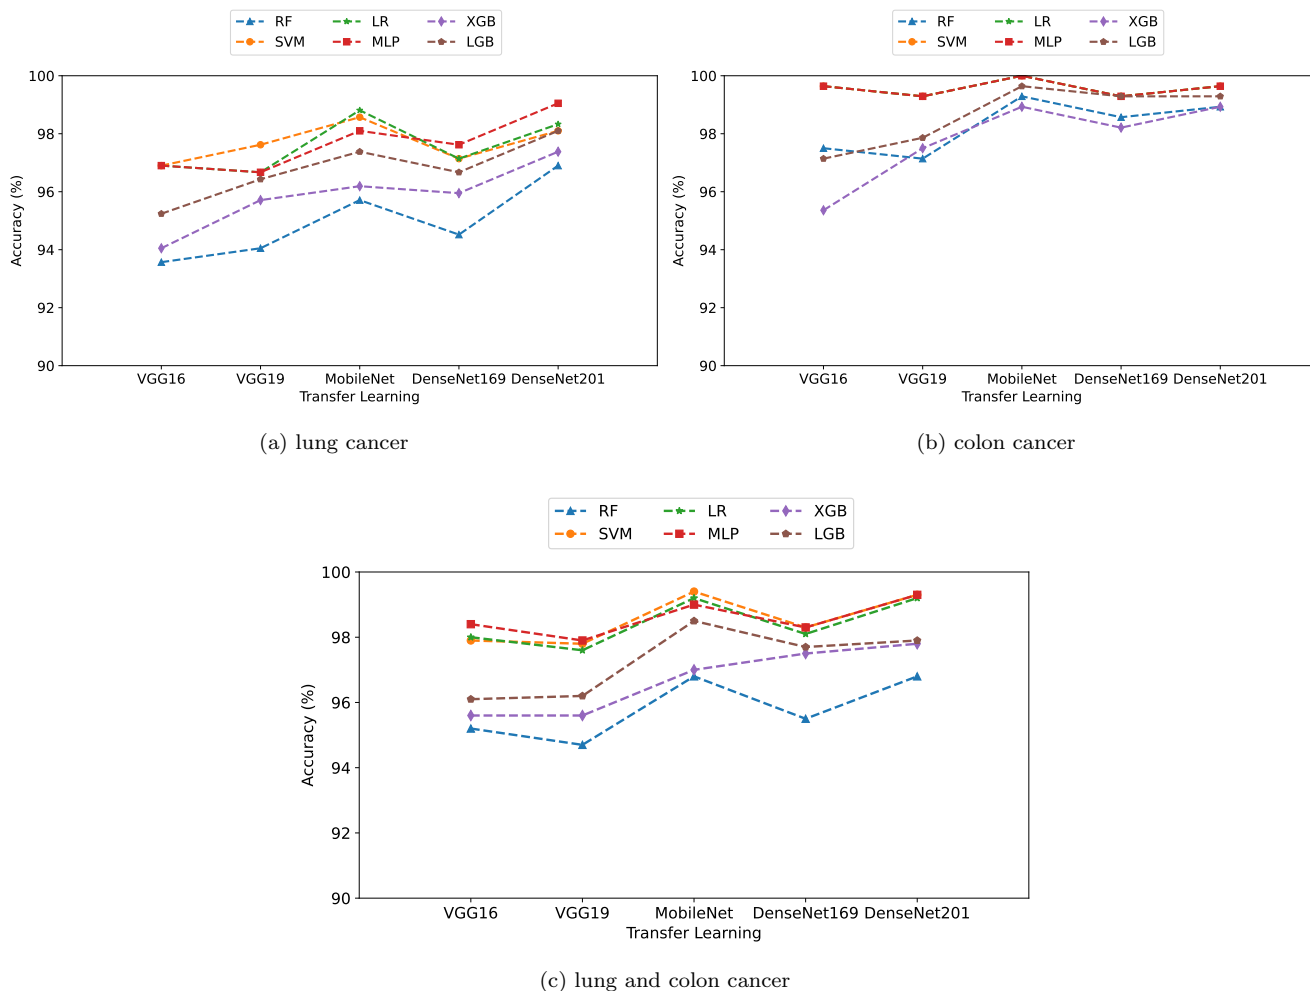 RF LR XGB
SVM MLP LGB
100
98
96
94
92
90
Accuracy (%)
VGG16 VGG19 MobileNet DenseNet169 DenseNet201
Transfer Learning
(a) lung cancer
RF LR XGB
SVM MLP LGB
100
98
96
94
92
90
Accuracy (%)
VGG16 VGG19 MobileNet DenseNet169 DenseNet201
Transfer Learning
(b) colon cancer
RF LR XGB
SVM MLP LGB
100
98
96
94
92
90
Accuracy (%)
VGG16 VGG19 MobileNet DenseNet169 DenseNet201
Transfer Learning
(c) lung and colon cancer